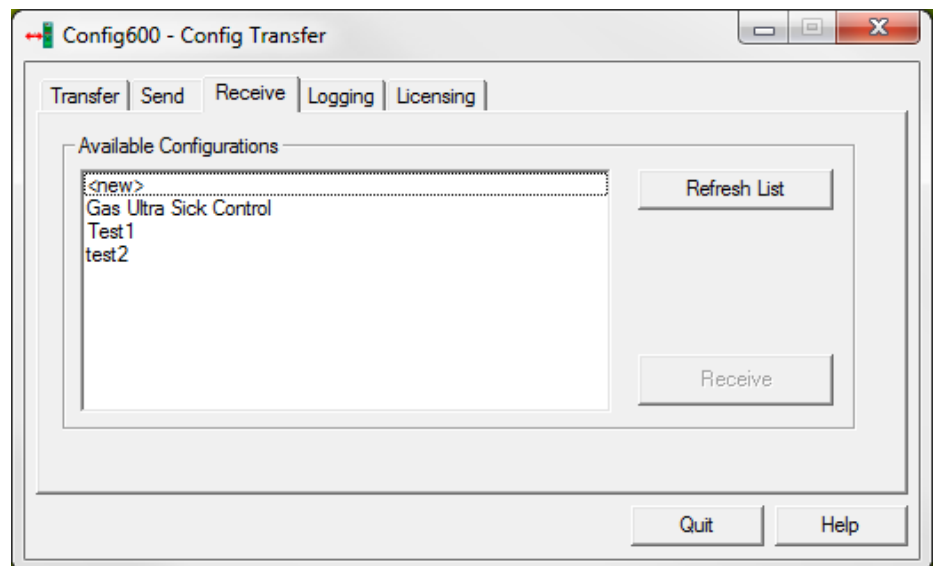 Config600 - Config Transfer
Transfer Send Receive Logging Licensing
Available Configurations
<new>
Gas Ultra Sick Control
Test1
test2
Refresh List
Receive
Quit Help